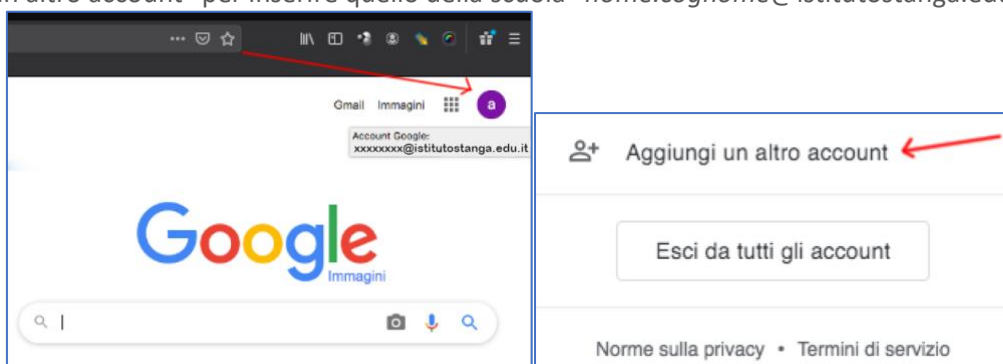 un altro account" per inserire quello della scuola "nome.cognome@istitutostanga.edu
Gmail Immagini
a
Account Google:
xxxxxxxx@istitutostanga.edu.it
Google
Immagini
Aggiungi un altro account
Esci da tutti gli account
Norme sulla privacy • Termini di servizio